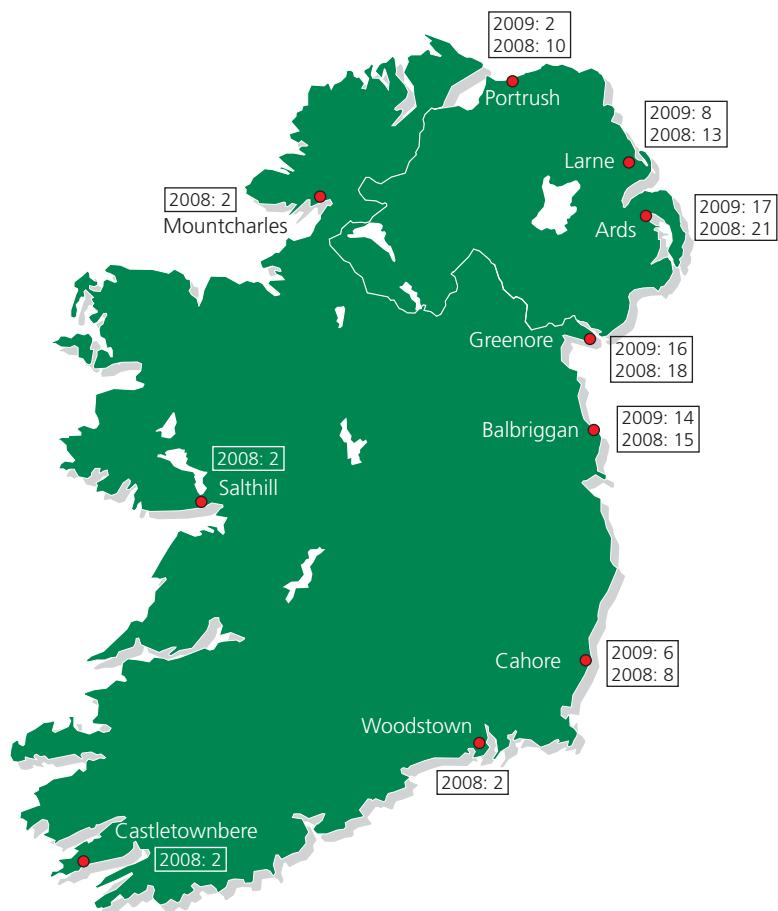 2009: 2
2008: 10
Portrush
2009: 8
2008: 13
Larne
2008: 2
Mountcharles
2009: 17
2008: 21
Ards
Greenore
2009: 16
2008: 18
2009: 14
2008: 15
Balbriggan
2008: 2
Salthill
2009: 6
2008: 8
Cahore
Woodstown
2008: 2
Castletownbere
2008: 2